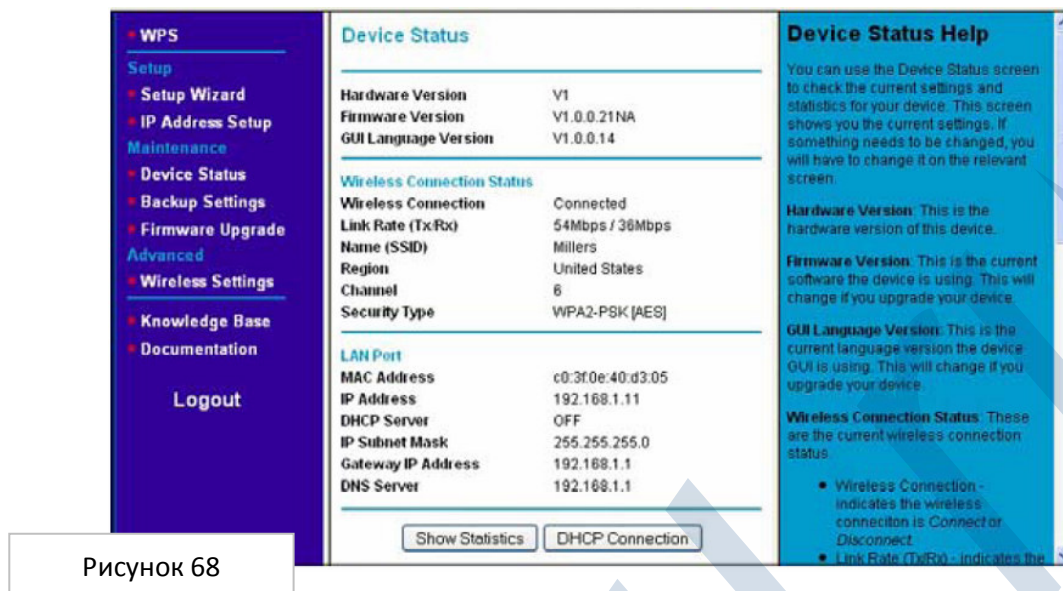 WPS
Setup
Setup Wizard
IP Address Setup
Maintenance
Device Status
Backup Settings
Firmware Upgrade
Advanced
Wireless Settings
Knowledge Base
Documentation
Logout
Device Status
Hardware Version V1
Firmware Version V1.0.0.21NA
GUI Language Version V1.0.0.14
Wireless Connection Status
Wireless Connection Connected
Link Rate (Tx/Rx) 54Mbps / 36Mbps
Name (SSID) Millers
Region United States
Channel 6
Security Type WPA2-PSK [AES]
LAN Port
MAC Address c0:3f:0e:40:d3:05
IP Address 192.168.1.11
DHCP Server OFF
IP Subnet Mask 255.255.255.0
Gateway IP Address 192.168.1.1
DNS Server 192.168.1.1
Show Statistics DHCP Connection
Device Status Help
You can use the Device Status screen
to check the current settings and
statistics for your device. This screen
shows you the current settings. If
something needs to be changed, you
will have to change it on the relevant
screen.
Hardware Version: This is the
hardware version of this device.
Firmware Version: This is the current
software the device is using. This will
change if you upgrade your device.
GUI Language Version: This is the
current language version the device
GUI is using. This will change if you
upgrade your device.
Wireless Connection Status: These
are the current wireless connection
status.
• Wireless Connection -
indicates the wireless
conneciton is Connect or
Disconnect.
• Link Rate (Tx/Rx) - indicates the
Рисунок 68